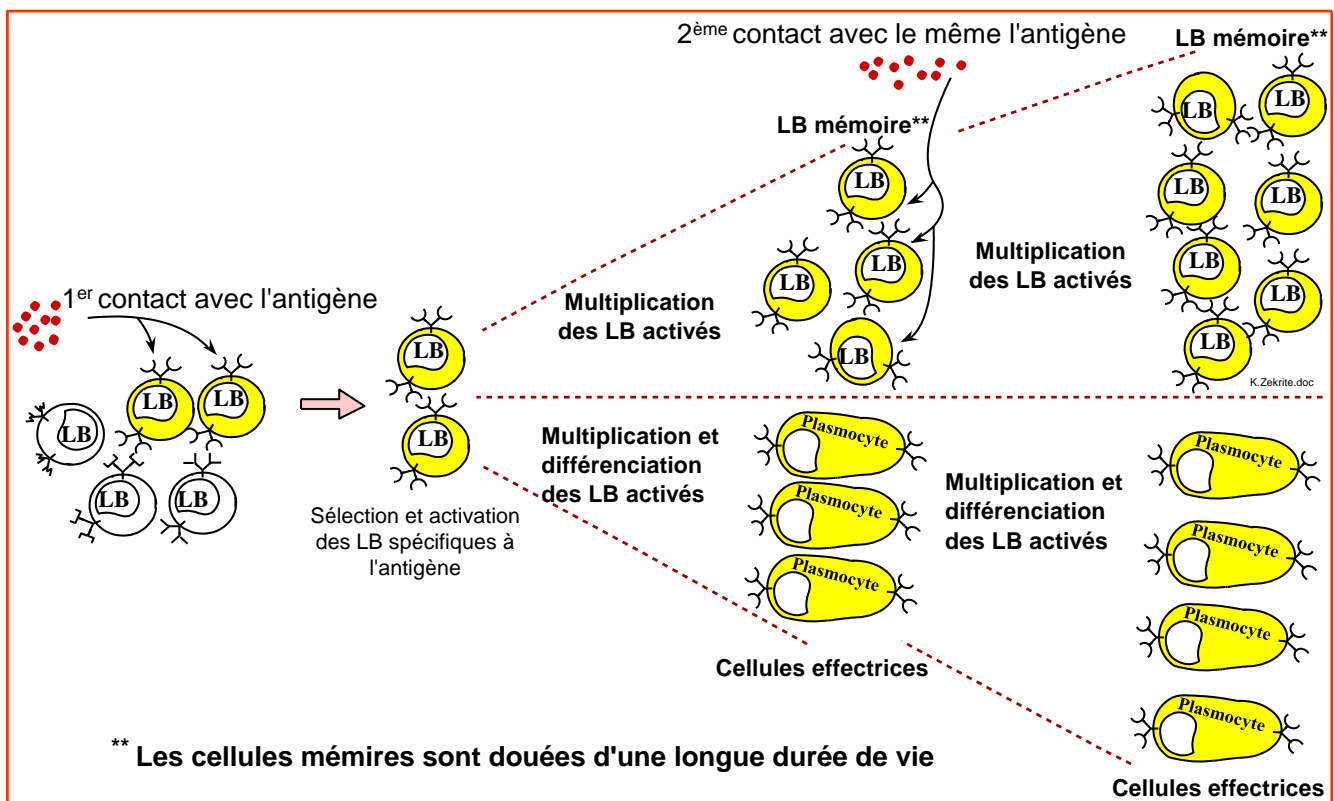 2ème contact avec le même l'antigène
LB mémoire**
LB
LB
LB mémoire**
LB
LB
LB
Multiplication
des LB activés
LB
LB
LB
1er contact avec l'antigène
Multiplication
des LB activés
LB
LB
LB
LB
K.Zekrite.doc
LB
LB
LB
LB
LB
LB
LB
Sélection et activation
des LB spécifiques à
l'antigène
Multiplication et
différenciation
des LB activés
Plasmocyte
Plasmocyte
Plasmocyte
Cellules effectrices
Multiplication et
différenciation
des LB activés
Plasmocyte
Plasmocyte
Plasmocyte
Plasmocyte
Cellules effectrices
** Les cellules mémires sont douées d'une longue durée de vie